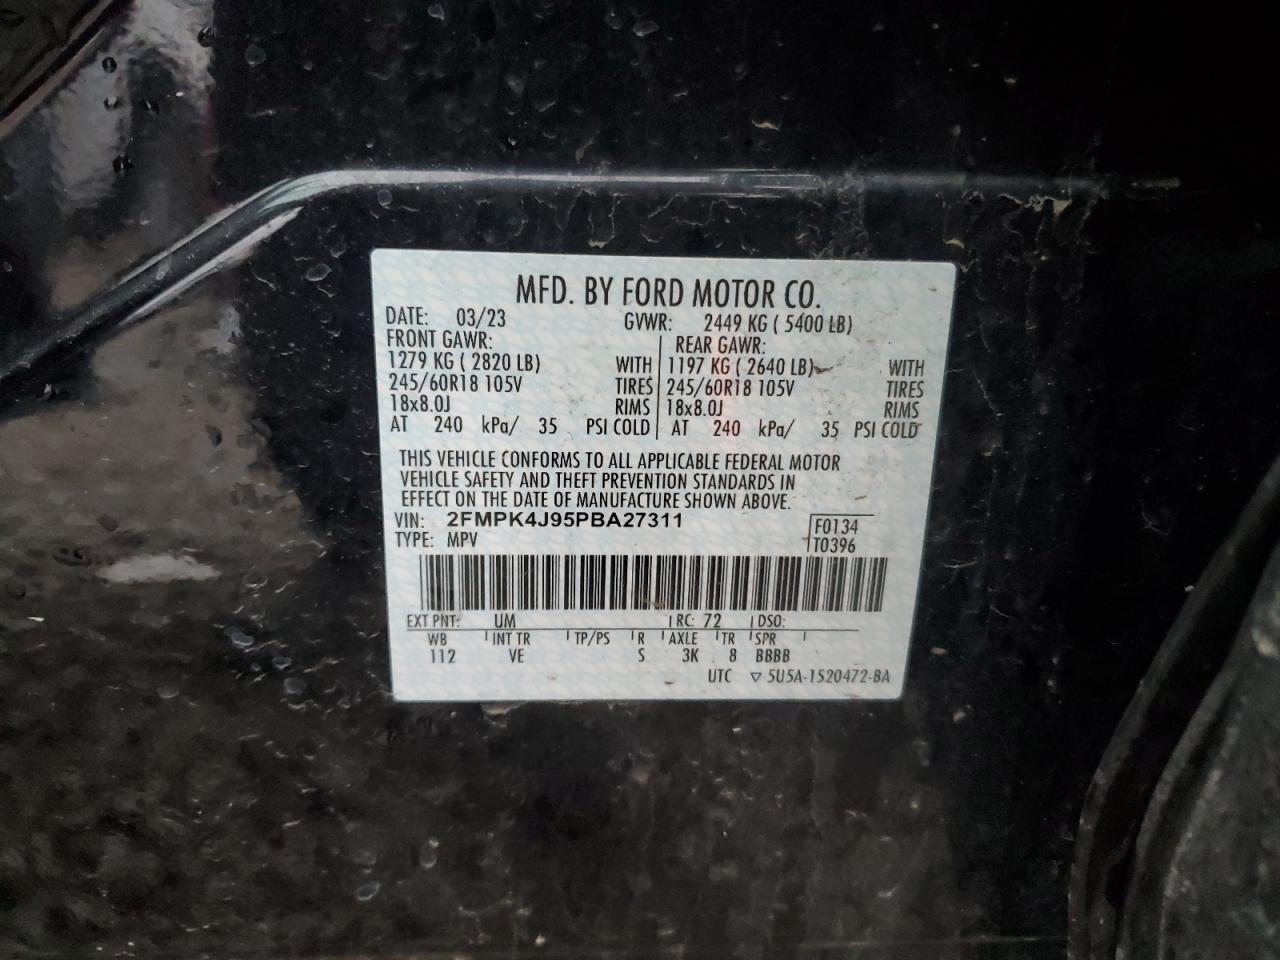 MFD. BY FORD MOTOR CO.
DATE: 03/23 GVWR: 2449 KG ( 5400 LB)
FRONT GAWR: REAR GAWR:
1279 KG ( 2820 LB) WITH 1197 KG ( 2640 LB) WITH
245/60R18 105V TIRES 245/60R18 105V TIRES
18x8.0J RIMS 18x8.0J RIMS
AT 240 kPa/ 35 PSI COLD AT 240 kPa/ 35 PSI COLD
THIS VEHICLE CONFORMS TO ALL APPLICABLE FEDERAL MOTOR
VEHICLE SAFETY AND THEFT PREVENTION STANDARDS IN
EFFECT ON THE DATE OF MANUFACTURE SHOWN ABOVE.
VIN: 2FMPK4J95PBA27311 F0134
TYPE: MPV T0396
EXT PNT: UM RC: 72 DSO:
WB INT TR TP/PS R AXLE TR SPR
112 VE S 3K 8 BBBB
UTC ▽ 5U5A-1520472-BA